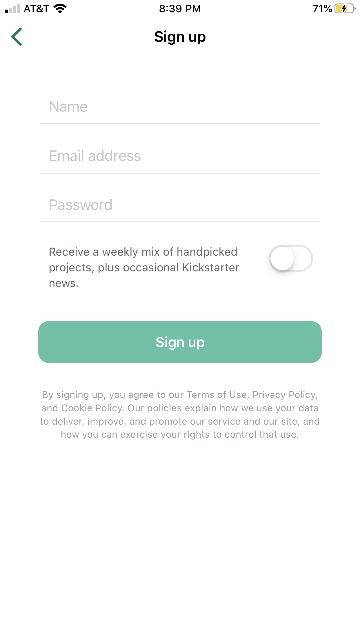 AT&T 8:39 PM 71%
Sign up
Name
Email address
Password
Receive a weekly mix of handpicked
projects, plus occasional Kickstarter
news.
Sign up
By signing up, you agree to our Terms of Use, Privacy Policy,
and Cookie Policy. Our policies explain how we use your data
to deliver, improve, and promote our service and our site, and
how you can exercise your rights to control that use.